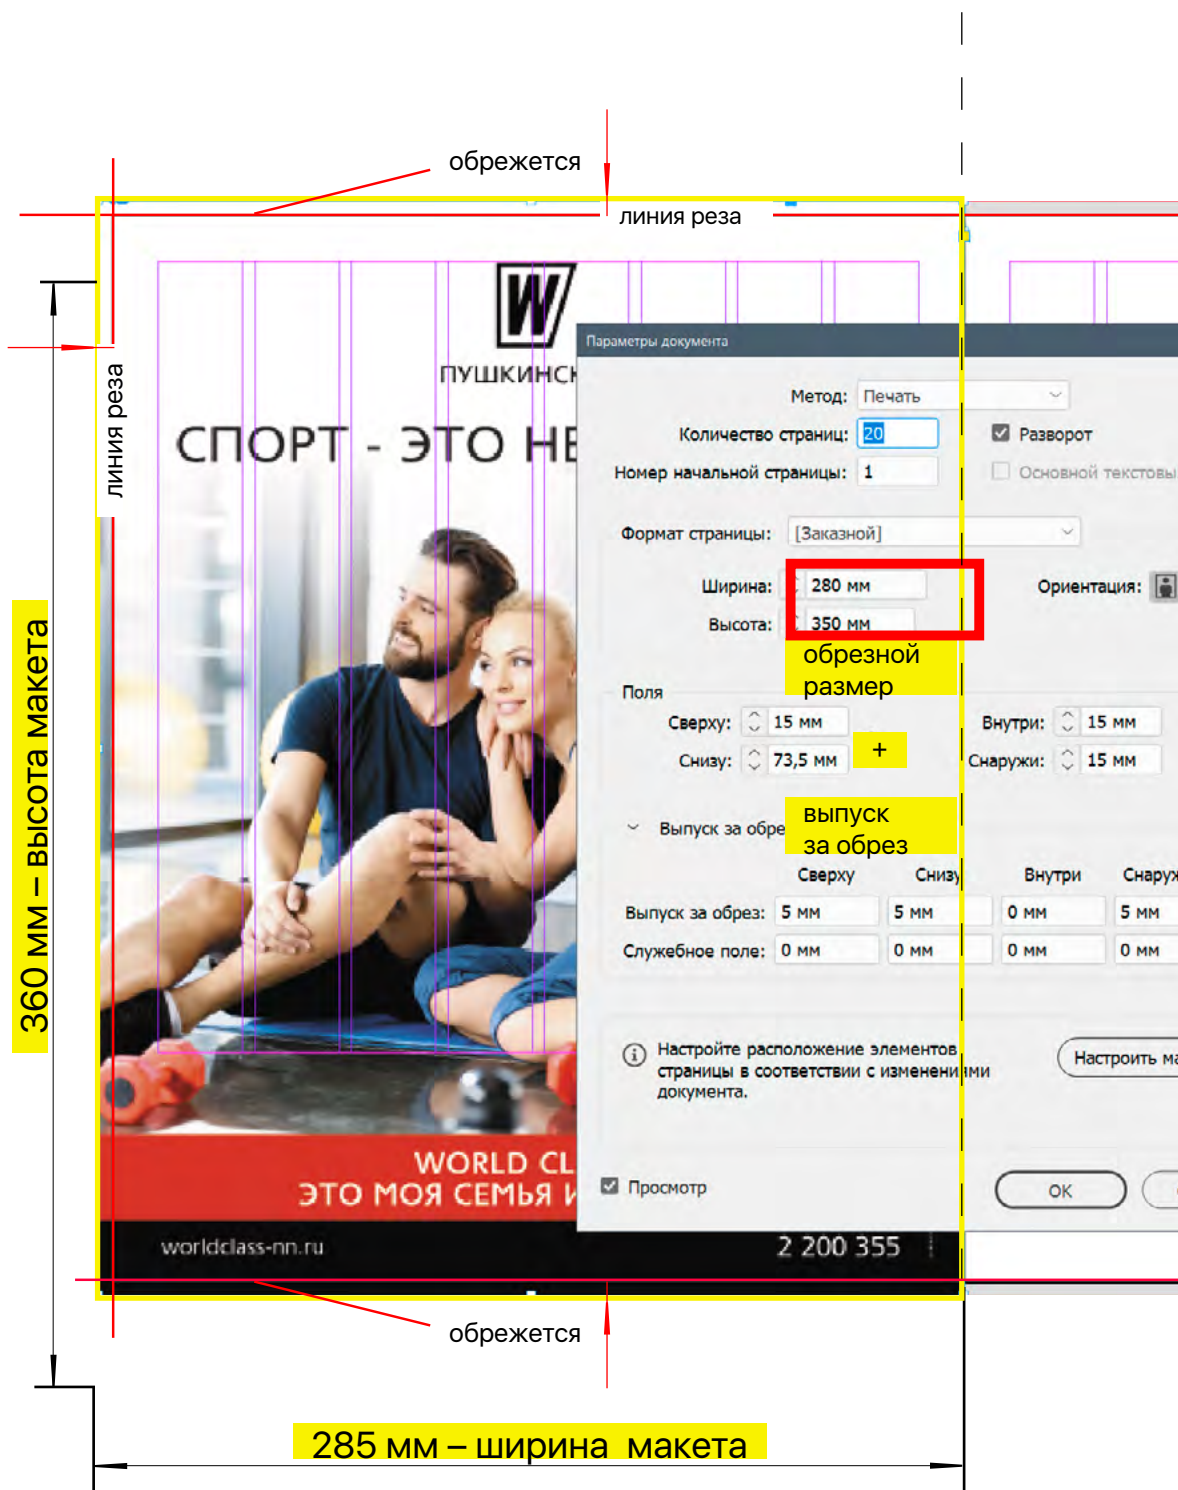 обрежется
линия реза
W
ПУШКИНСК
СПОРТ - ЭТО НЕ
линия реза
360 мм – высота макета
Параметры документа
Метод: Печать
Количество страниц: 20
Разворот
Номер начальной страницы: 1
Основной текстовы
Формат страницы: [Заказной]
Ширина: 280 мм
Ориентация:
Высота: 350 мм
обрезной
размер
Поля
Сверху: 15 мм
Внутри: 15 мм
Снизу: 73,5 мм
+
Снаружи: 15 мм
Выпуск за обре
выпуск
за обрез
Сверху Снизу Внутри Снаруж
Выпуск за обрез: 5 мм 5 мм 0 мм 5 мм
Служебное поле: 0 мм 0 мм 0 мм 0 мм
Настройте расположение элементов
страницы в соответствии с изменениями
документа.
Настроить ма
Просмотр
ОК
WORLD CL
ЭТО МОЯ СЕМЬЯ И
worldclass-nn.ru
2 200 355
обрежется
285 мм – ширина макета